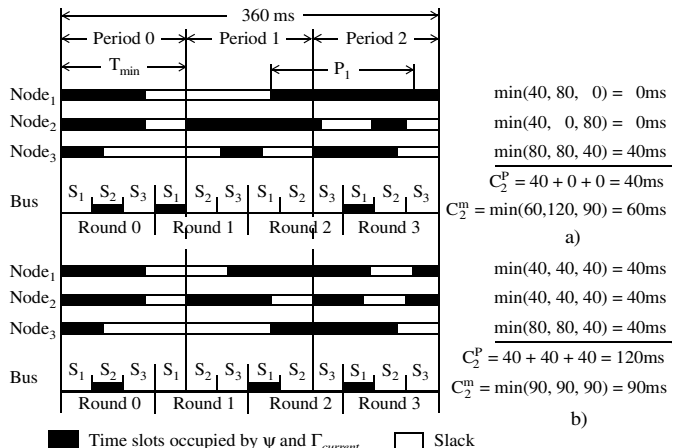 360 ms
Period 0 Period 1 Period 2
T_min P_1
Node_1 min(40, 80, 0) = 0ms
Node_2 min(40, 0, 80) = 0ms
Node_3 min(80, 80, 40) = 40ms
C_2^P = 40 + 0 + 0 = 40ms
Bus S_1 S_2 S_3 S_1 S_2 S_3 S_1 S_2 S_3 S_1 S_2 S_3
C_2^m = min(60,120, 90) = 60ms
Round 0 Round 1 Round 2 Round 3
a)
Node_1 min(40, 40, 40) = 40ms
Node_2 min(40, 40, 40) = 40ms
Node_3 min(80, 80, 40) = 40ms
C_2^P = 40 + 40 + 40 = 120ms
Bus S_1 S_2 S_3 S_1 S_2 S_3 S_1 S_2 S_3 S_1 S_2 S_3
C_2^m = min(90, 90, 90) = 90ms
Round 0 Round 1 Round 2 Round 3
b)
Time slots occupied by ψ and Γ_current Slack